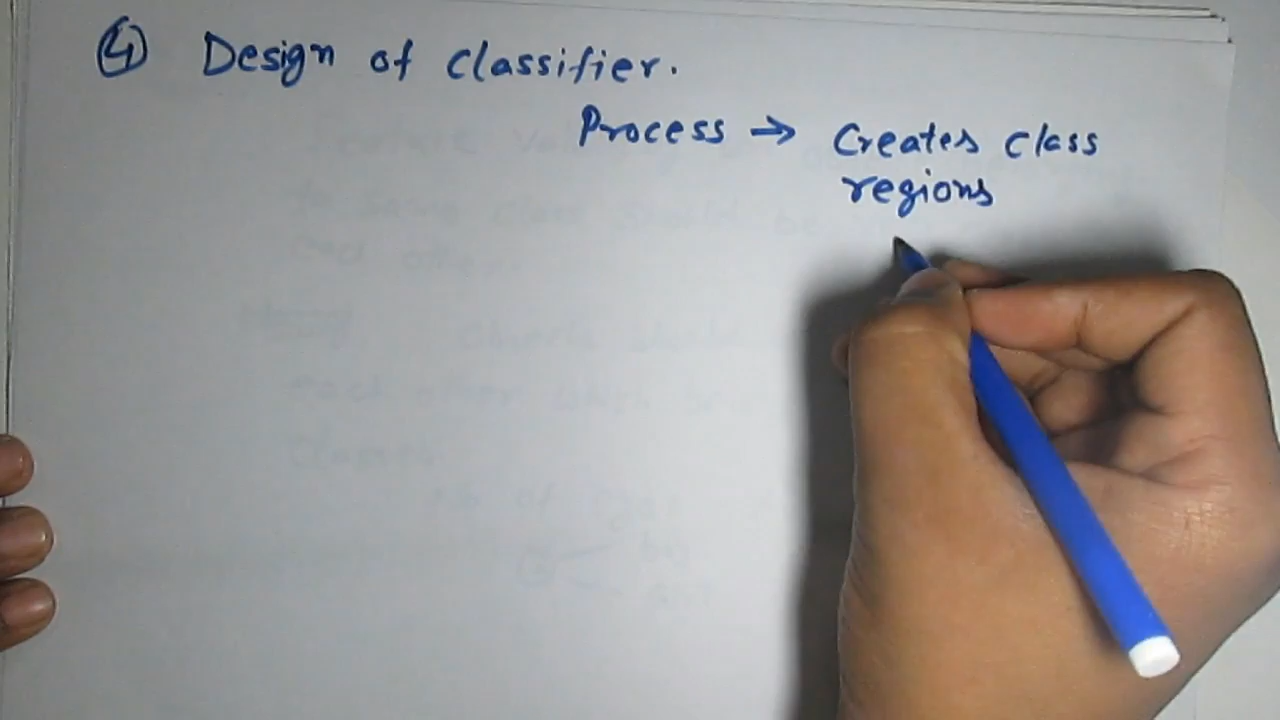 ④ Design of classifier.
Process → Creates class
regions